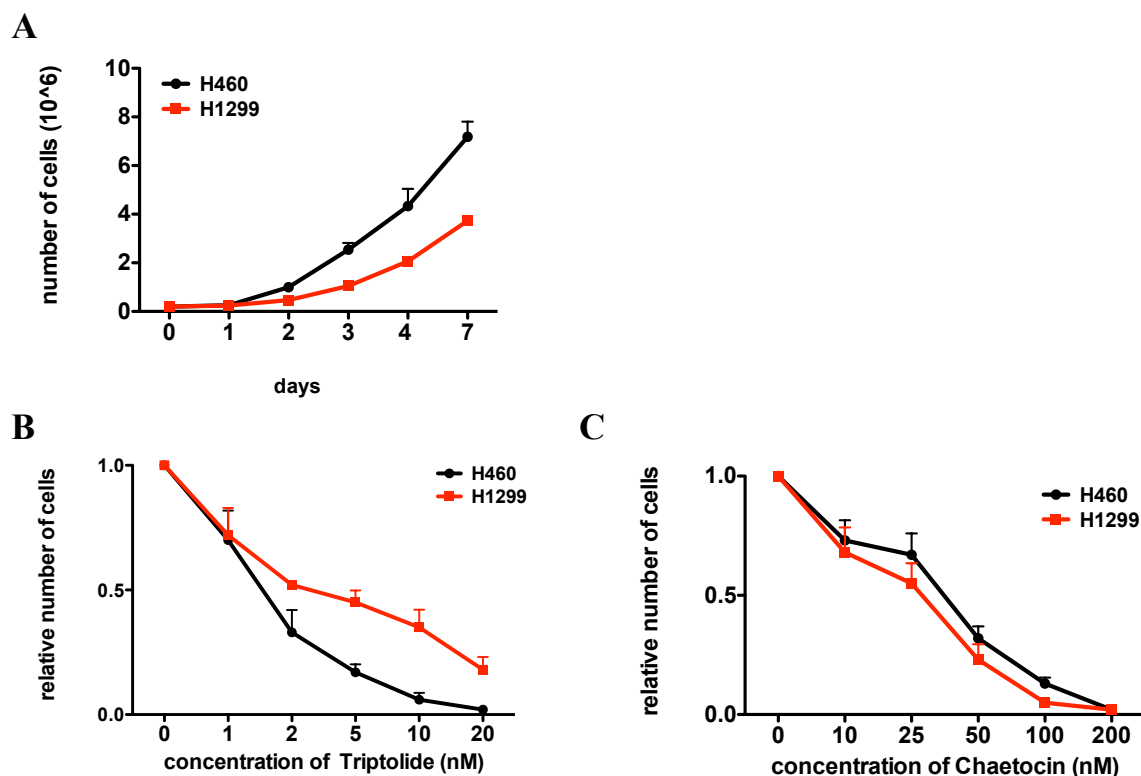 A
number of cells (10^6)
10
8
6
4
2
0
H460
H1299
0 1 2 3 4 7
days
B
relative number of cells
1.0
0.5
0.0
H460
H1299
0 1 2 5 10 20
concentration of Triptolide (nM)
C
relative number of cells
1.0
0.5
0.0
H460
H1299
0 10 25 50 100 200
concentration of Chaetocin (nM)